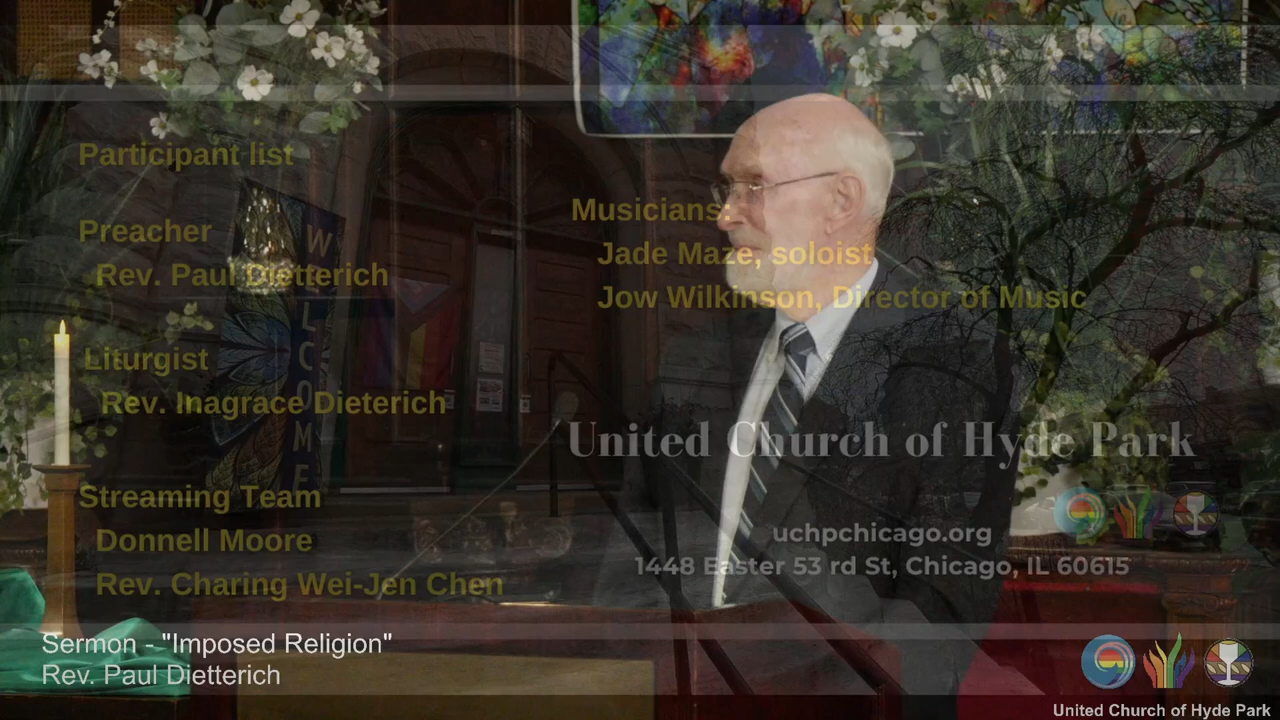 Participant list
Preacher
Rev. Paul Dietterich
Liturgist
Rev. Inagrace Dieterich
Streaming Team
Donnell Moore
Rev. Charing Wei-Jen Chen
Musicians:
Jade Maze, soloist
Jow Wilkinson, Director of Music
WELCOME
United Church of Hyde Park
uchpchicago.org
1448 Easter 53 rd St, Chicago, IL 60615
Sermon - "Imposed Religion"
Rev. Paul Dietterich
United Church of Hyde Park